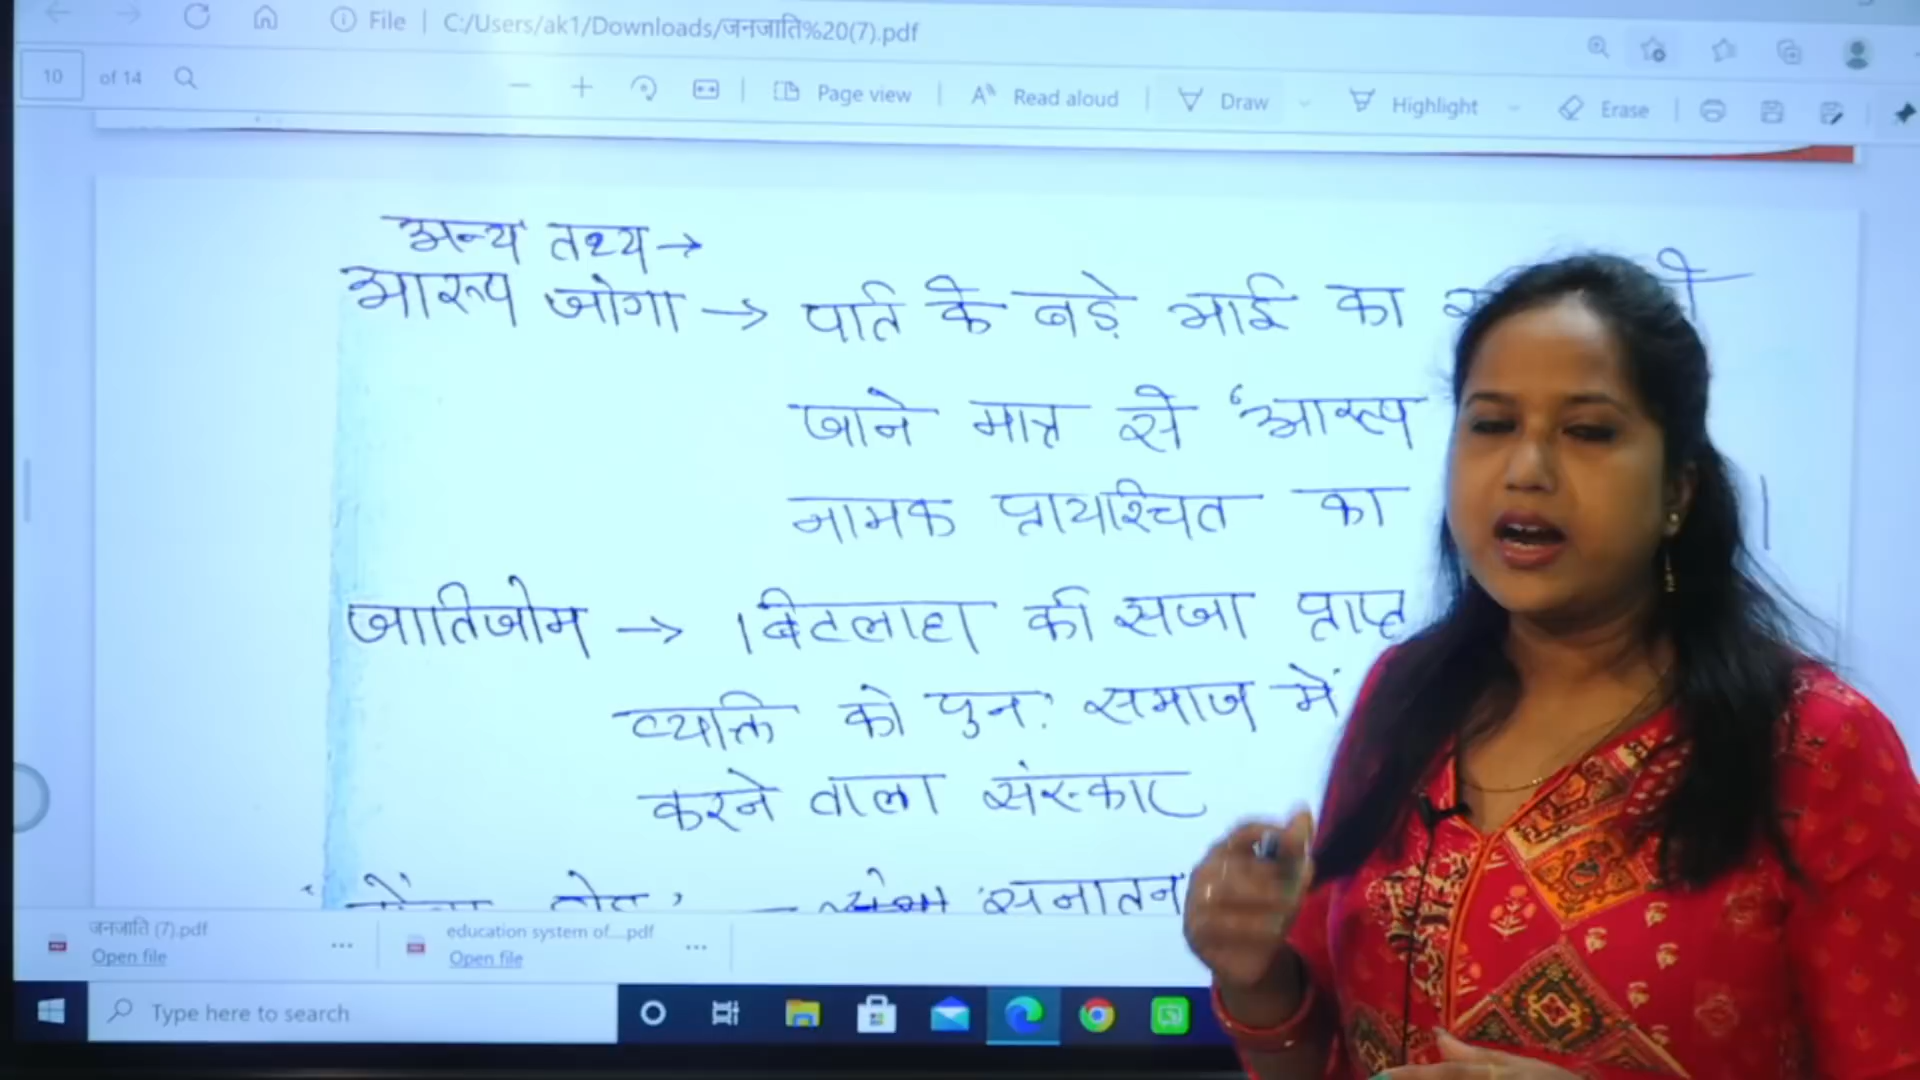 File | C:/Users/ak1/Downloads/जनजाति%20(7).pdf
10 of 14
Page view | Read aloud | Draw Highlight Erase
अन्य तथ्य →
आरूप जोगा → पति के बड़े भाई का
जाने मात्र से 'आरूप
नामक प्रायश्चित का |
जातिजोम → बिटलाहा की सजा प्राप्त
व्यक्ति को पुनः समाज में
करने वाला संस्कार
सनातन
जनजाति (7).pdf
Open file
education system of....pdf
Open file
Type here to search